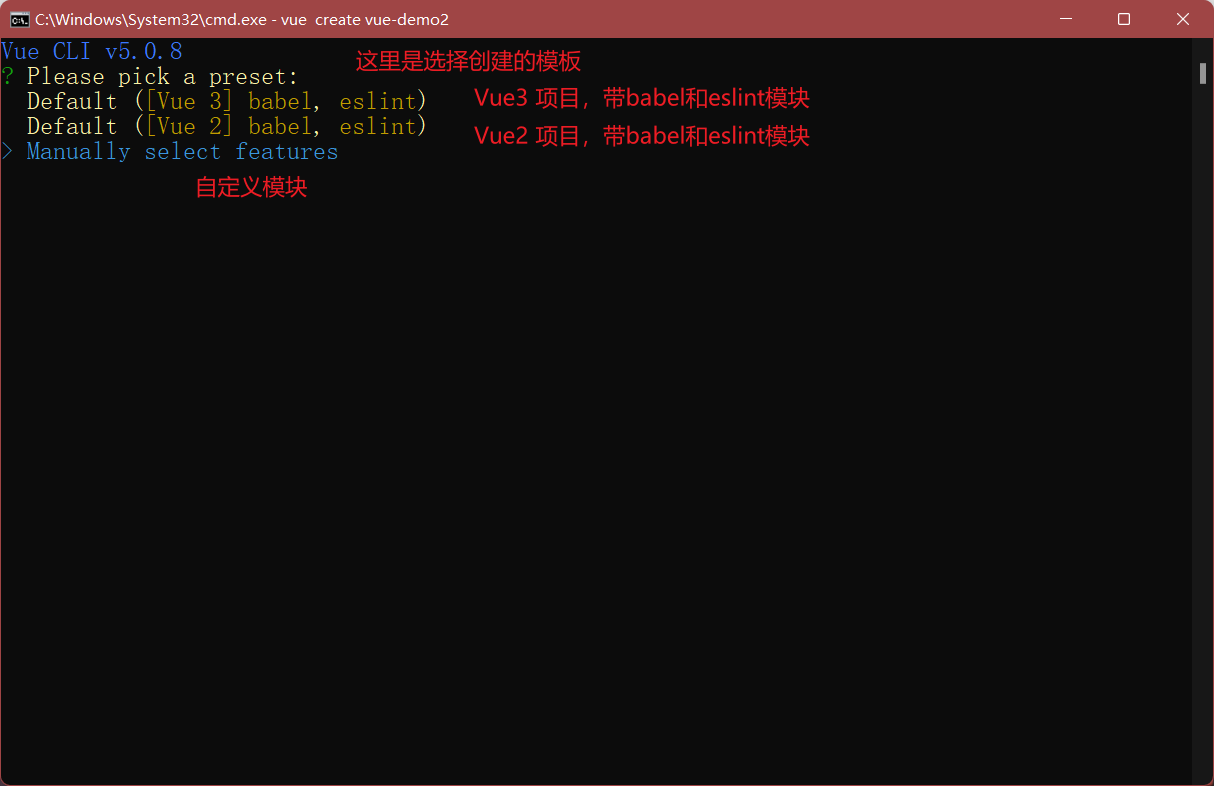 C:\Windows\System32\cmd.exe - vue  create vue-demo2
Vue CLI v5.0.8
这里是选择创建的模板
? Please pick a preset:
Default ([Vue 3] babel, eslint)
Vue3 项目，带babel和eslint模块
Default ([Vue 2] babel, eslint)
Vue2 项目，带babel和eslint模块
> Manually select features
自定义模块